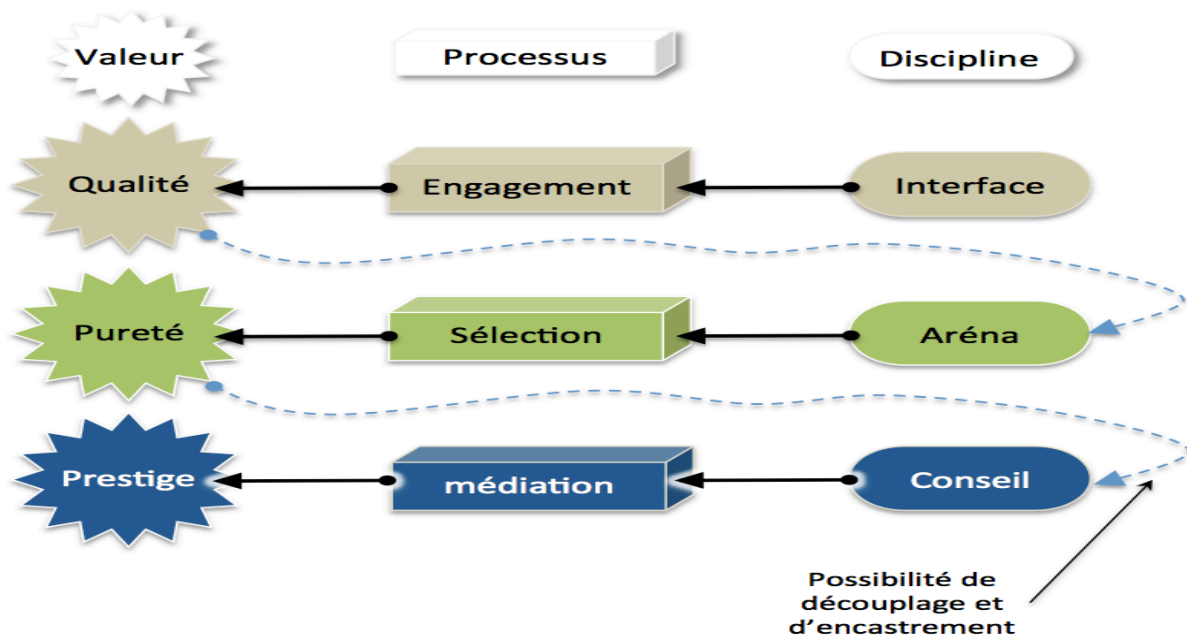 Valeur
Processus
Discipline
Qualité
Engagement
Interface
Pureté
Sélection
Aréna
Prestige
médiation
Conseil
Possibilité de
découplage et
d'encastrement